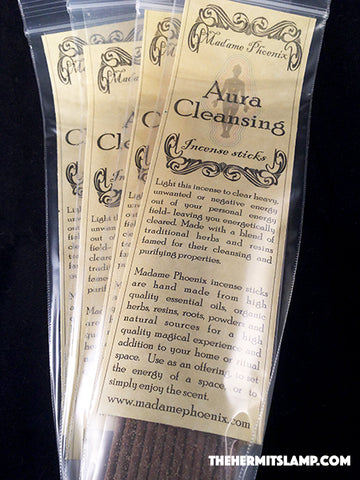 Madame Phoenix
Aura
Cleansing
Incense sticks
Light this incense to clear heavy,
unwanted or negative energy
out of your personal energy
field- leaving you energetically
cleared. Made with a blend of
traditional herbs and resins
famed for their cleansing and
purifying properties.
Madame Phoenix incense sticks
are hand made from high
quality essential oils, organic
herbs, resins, roots, powders and
natural sources for a high
quality magical experience and
addition to your home or ritual
space. Use as an offering, to set
the energy of a space, or to
simply enjoy the scent.
www.madamephoenix.com
THEHERMITSLAMP.COM